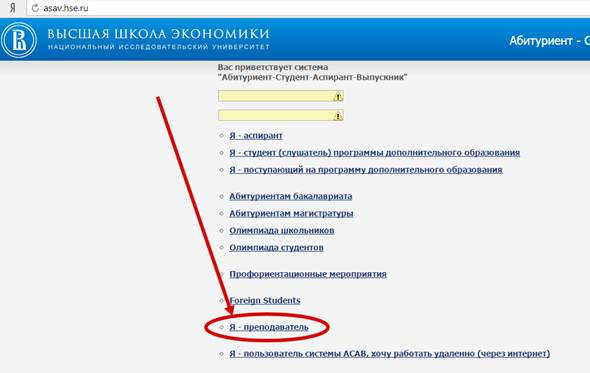 Я asav.hse.ru
ВЫСШАЯ ШКОЛА ЭКОНОМИКИ
НАЦИОНАЛЬНЫЙ ИССЛЕДОВАТЕЛЬСКИЙ УНИВЕРСИТЕТ
Абитуриент - С
Вас приветствует система
"Абитуриент-Студент-Аспирант-Выпускник"
Я - аспирант
Я - студент (слушатель) программы дополнительного образования
Я - поступающий на программу дополнительного образования
Абитуриентам бакалавриата
Абитуриентам магистратуры
Олимпиада школьников
Олимпиада студентов
Профориентационные мероприятия
Foreign Students
Я - преподаватель
Я - пользователь системы АСАВ, хочу работать удаленно (через интернет)